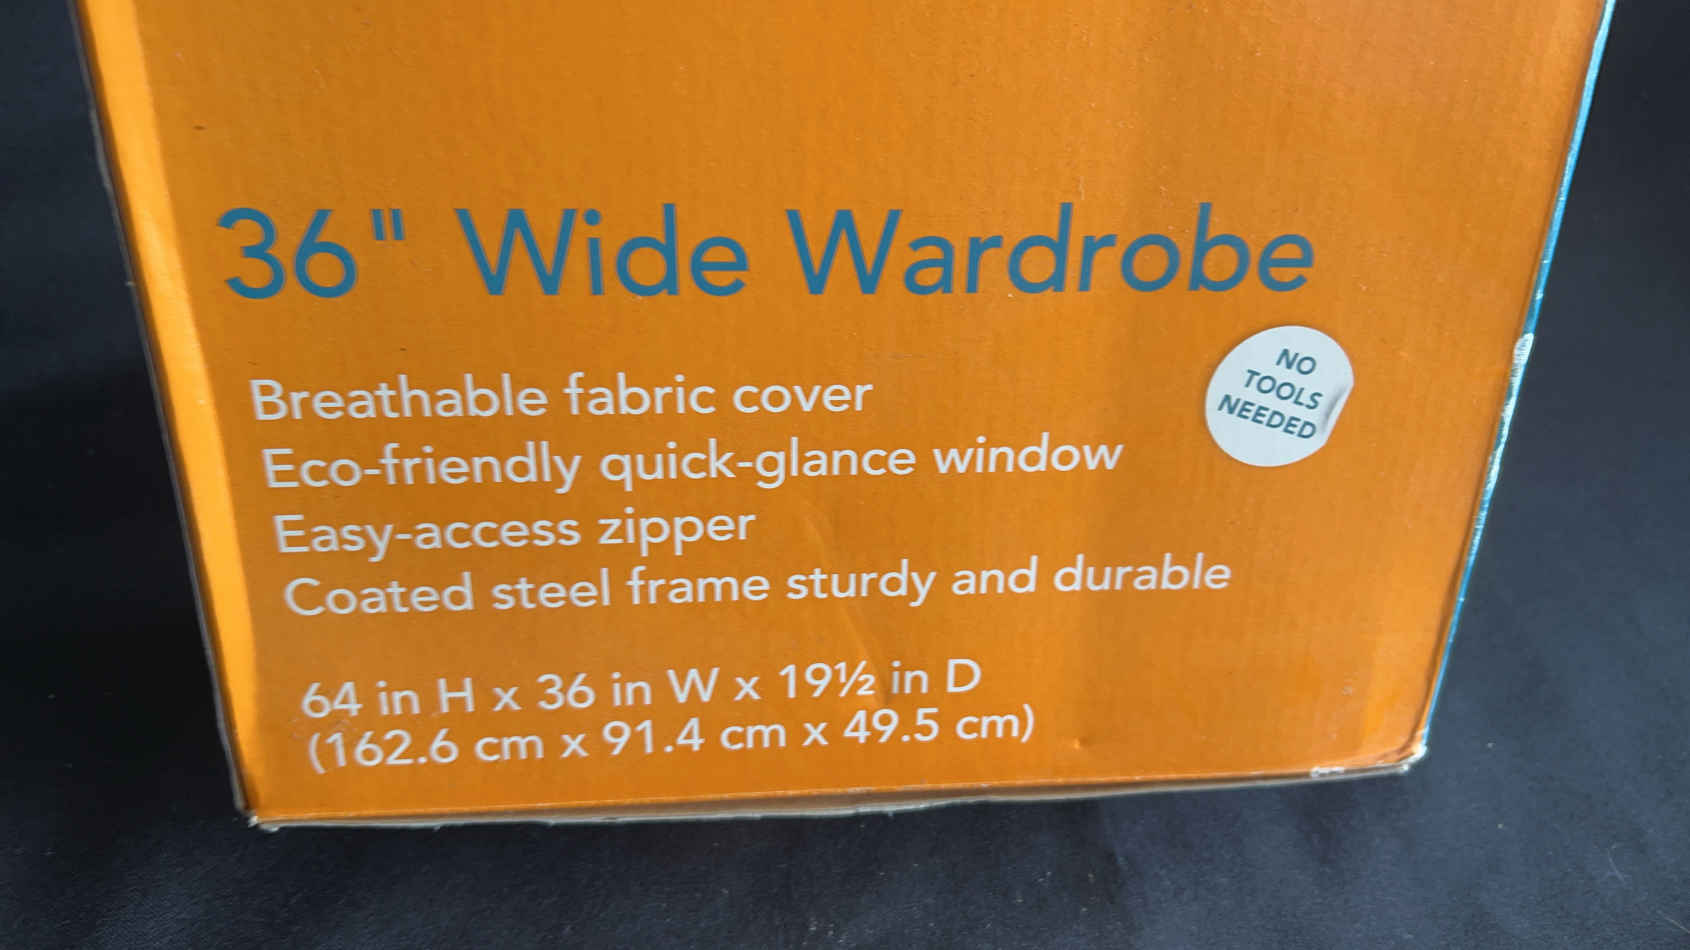 36" Wide Wardrobe
Breathable fabric cover
Eco-friendly quick-glance window
Easy-access zipper
Coated steel frame sturdy and durable
NO
TOOLS
NEEDED
64 in H x 36 in W x 19½ in D
(162.6 cm x 91.4 cm x 49.5 cm)